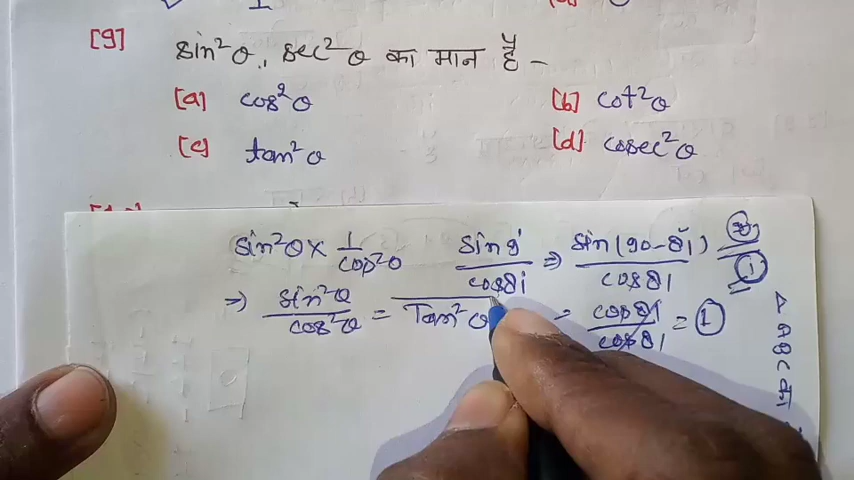 [g] sin²θ. sec²θ का मान है -
[a] cos²θ [b] cot²θ
[c] tan²θ [d] cosec²θ
sin²θ × 1/cos²θ
⇒ sin²θ/cos²θ = Tan²θ
sin 9°/cos 81 ⇒ sin(90-81)/cos 81
= cos 81/cos 81 = 1